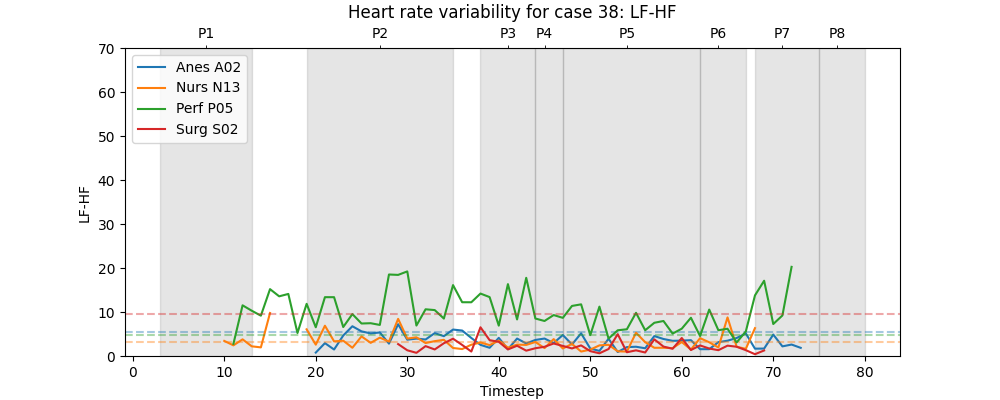 Heart rate variability for case 38: LF-HF
P1 P2 P3 P4 P5 P6 P7 P8
70
60
50
40
30
20
10
0
LF-HF
Anes A02
Nurs N13
Perf P05
Surg S02
0 10 20 30 40 50 60 70 80
Timestep